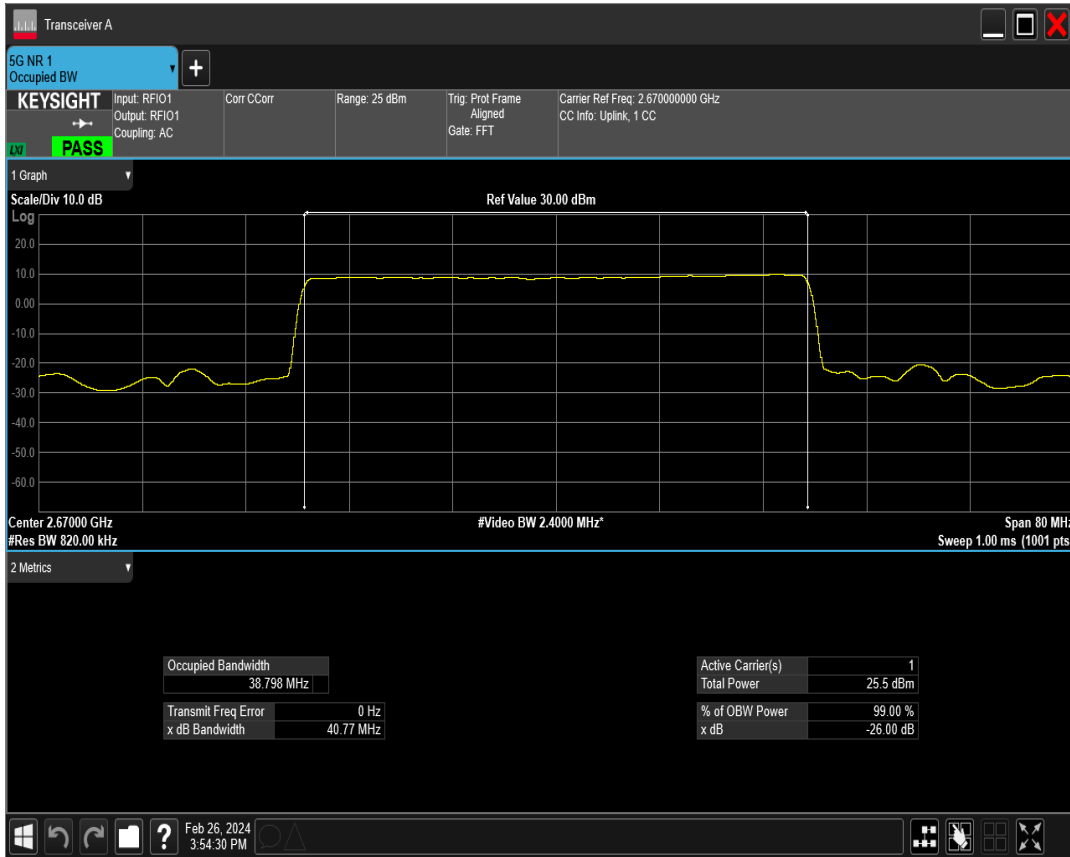 Transceiver A
5G NR 1
Occupied BW
KEYSIGHT
Input: RFIO1
Output: RFIO1
Coupling: AC
Corr CCorr
Range: 25 dBm
Trig: Prot Frame
Aligned
Gate: FFT
Carrier Ref Freq: 2.670000000 GHz
CC Info: Uplink, 1 CC
LXI
PASS
1 Graph
Scale/Div 10.0 dB
Ref Value 30.00 dBm
Log
20.0
10.0
0.00
-10.0
-20.0
-30.0
-40.0
-50.0
-60.0
Center 2.67000 GHz
#Video BW 2.4000 MHz*
Span 80 MHz
#Res BW 820.00 kHz
Sweep 1.00 ms (1001 pts
2 Metrics
Occupied Bandwidth
38.798 MHz
Transmit Freq Error 0 Hz
x dB Bandwidth 40.77 MHz
Active Carrier(s) 1
Total Power 25.5 dBm
% of OBW Power 99.00 %
x dB -26.00 dB
?
Feb 26, 2024
3:54:30 PM